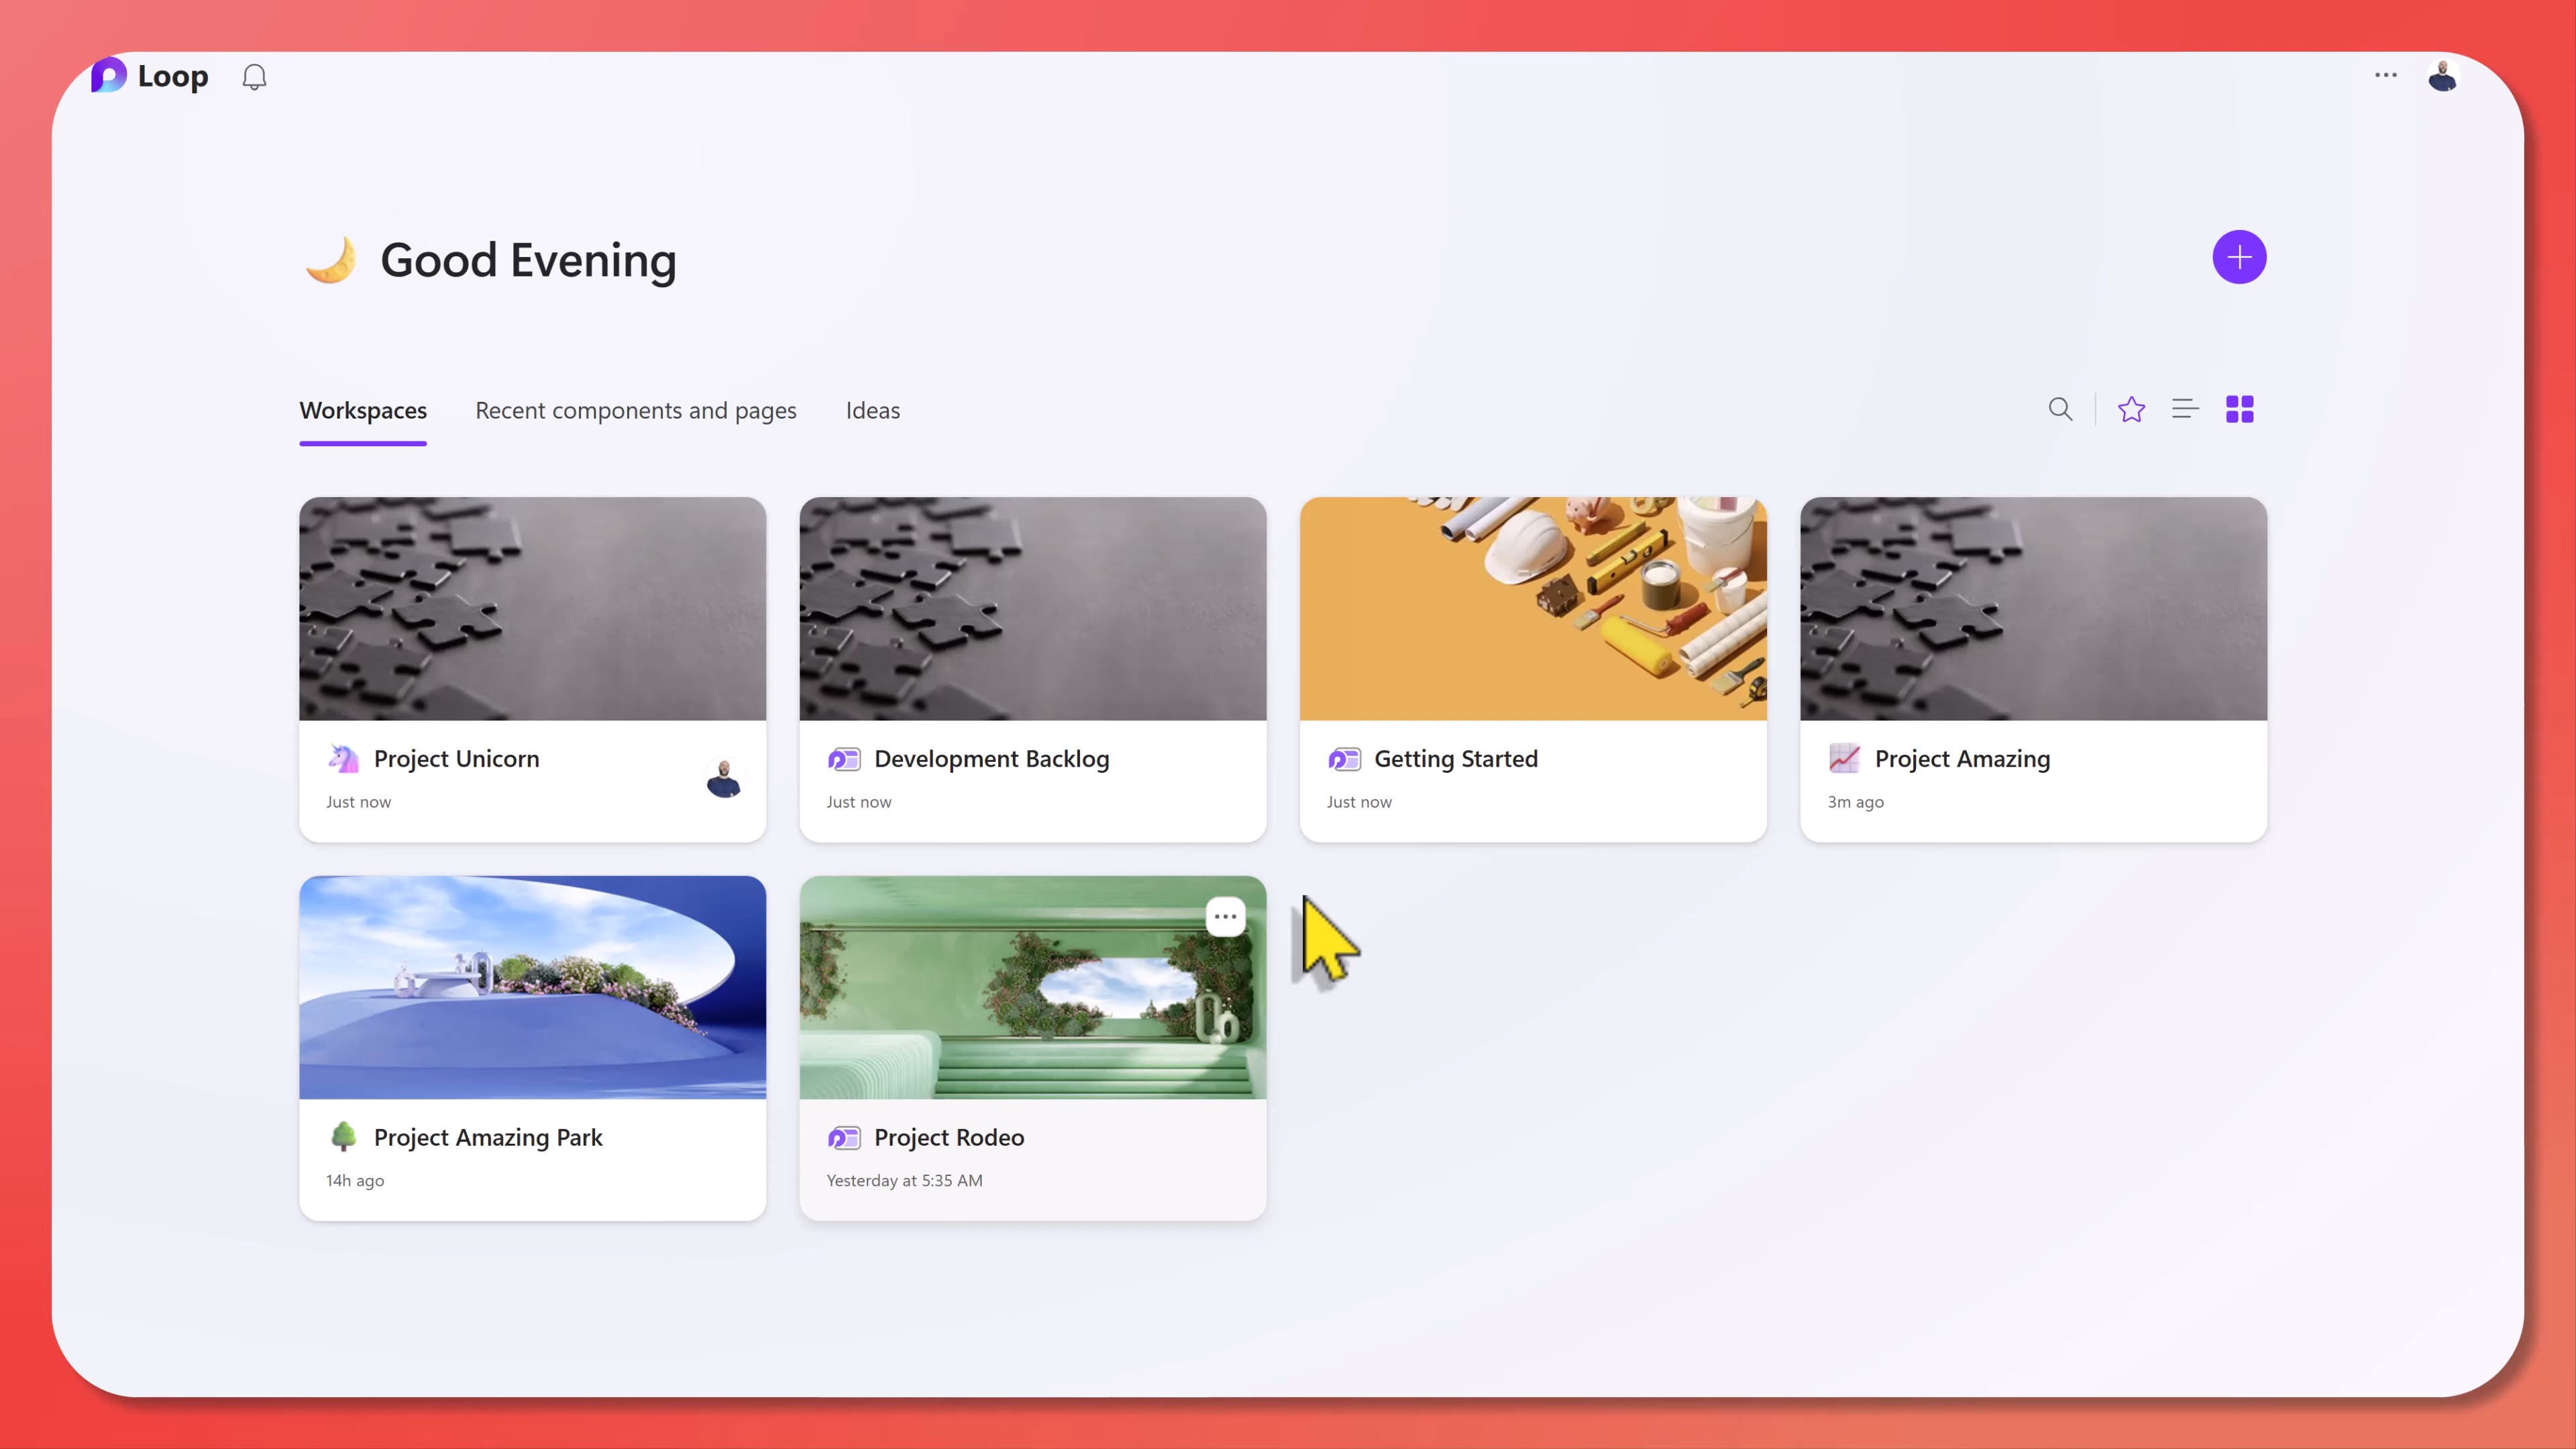 Loop
Good Evening
Workspaces Recent components and pages Ideas
Project Unicorn
Just now
Development Backlog
Just now
Getting Started
Just now
Project Amazing
3m ago
Project Amazing Park
14h ago
Project Rodeo
Yesterday at 5:35 AM